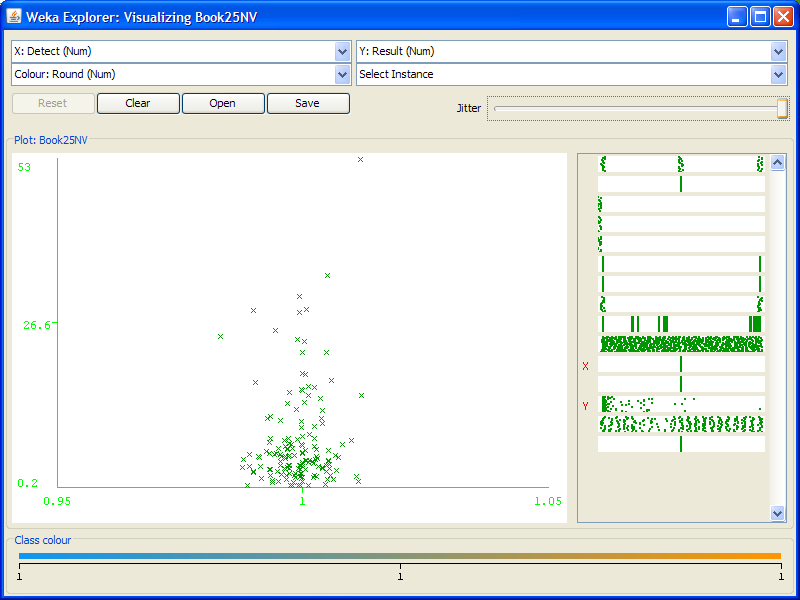 Weka Explorer: Visualizing Book25NV
X: Detect (Num)
Y: Result (Num)
Colour: Round (Num)
Select Instance
Reset
Clear
Open
Save
Jitter
Plot: Book25NV
53
26.6
0.2
0.95
1
1.05
X
Y
Class colour
1
1
1